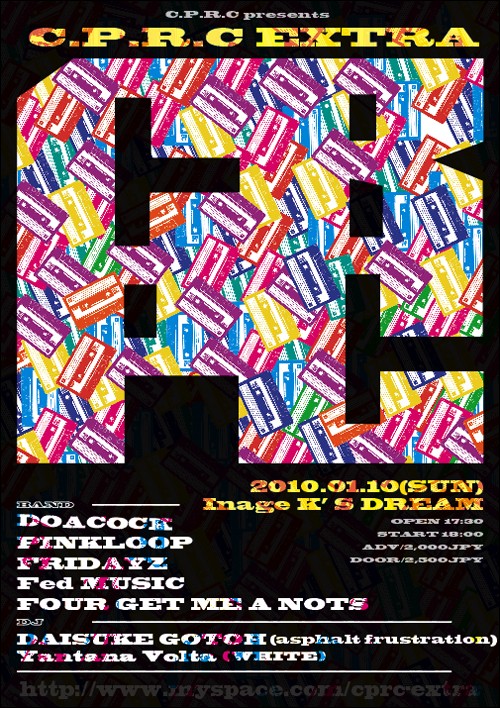 C.P.R.C presents
C.P.R.C EXTRA
CPRC
2010.01.10(SUN)
Inage K'S DREAM
OPEN 17:30
START 18:00
ADV/2,000JPY
DOOR/2,500JPY
BAND
DOACOCK
PINKLOOP
FRIDAYZ
Fed MUSIC
FOUR GET ME A NOTS
DJ
DAISUKE GOTOH (asphalt frustration)
Yantana Volta (WHITE)
http://www.myspace.com/cprcextra